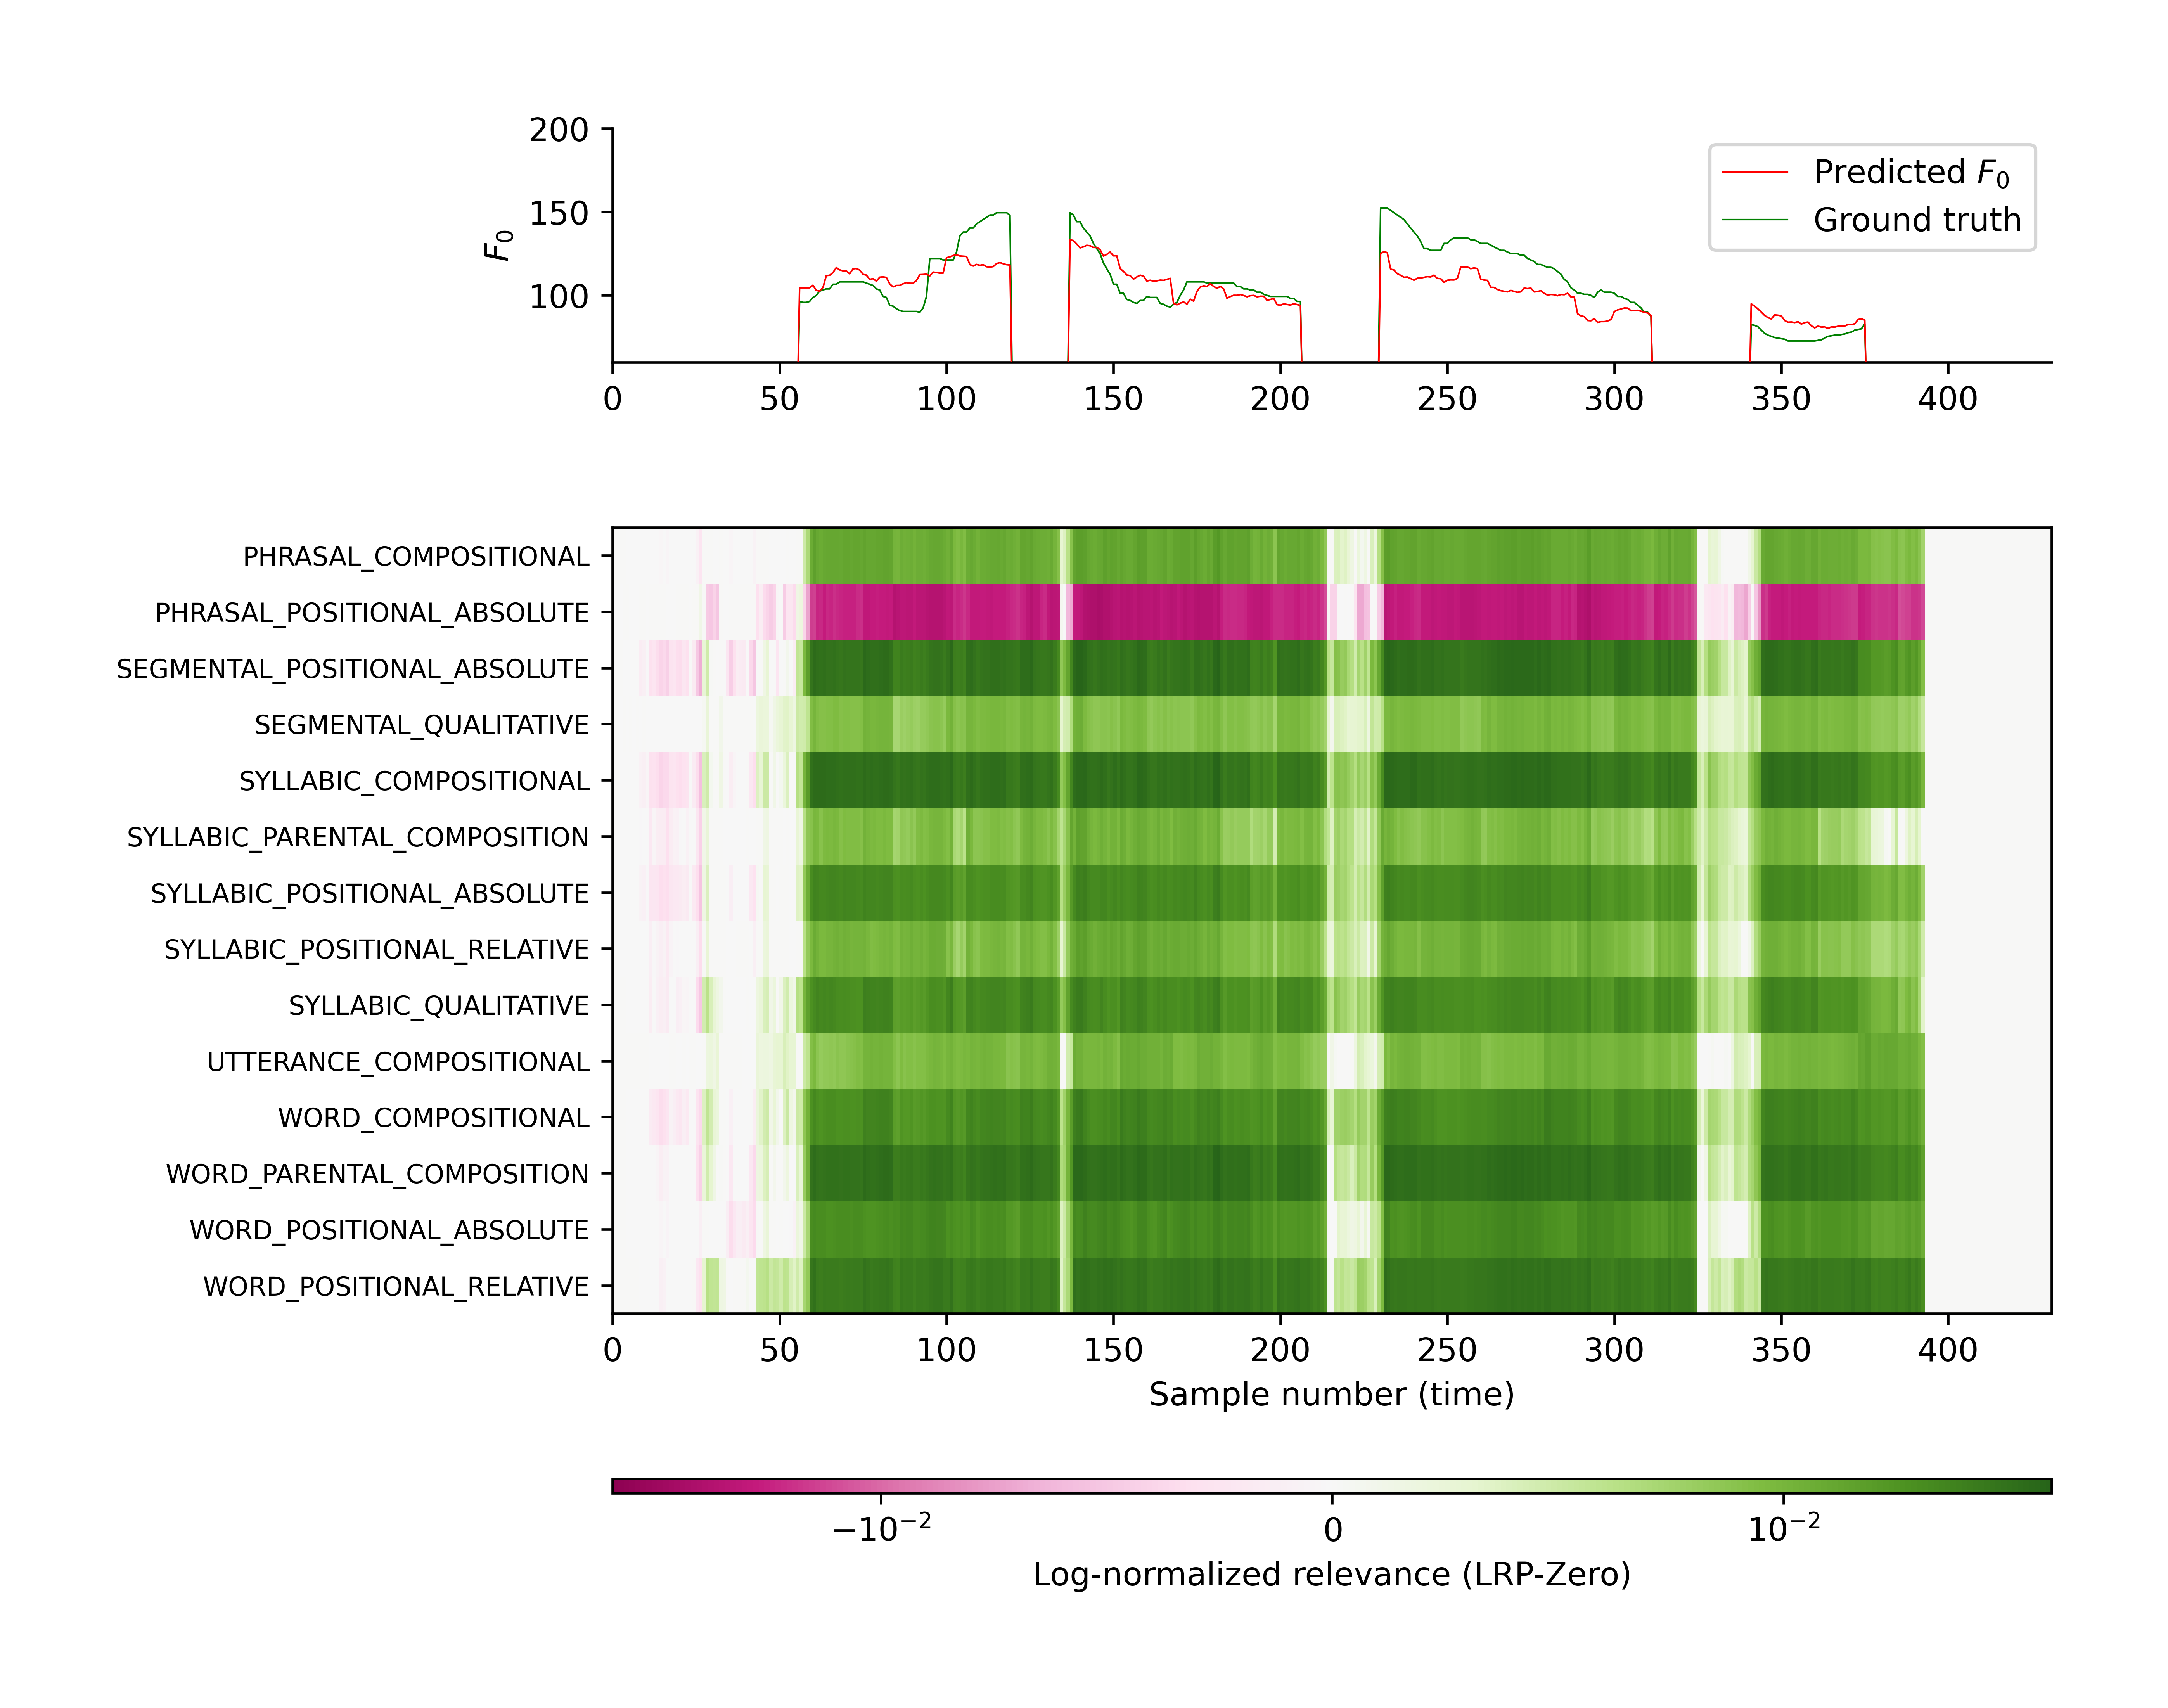 200
150
100
F₀
Predicted F₀
Ground truth
0 50 100 150 200 250 300 350 400
PHRASAL_COMPOSITIONAL
PHRASAL_POSITIONAL_ABSOLUTE
SEGMENTAL_POSITIONAL_ABSOLUTE
SEGMENTAL_QUALITATIVE
SYLLABIC_COMPOSITIONAL
SYLLABIC_PARENTAL_COMPOSITION
SYLLABIC_POSITIONAL_ABSOLUTE
SYLLABIC_POSITIONAL_RELATIVE
SYLLABIC_QUALITATIVE
UTTERANCE_COMPOSITIONAL
WORD_COMPOSITIONAL
WORD_PARENTAL_COMPOSITION
WORD_POSITIONAL_ABSOLUTE
WORD_POSITIONAL_RELATIVE
0 50 100 150 200 250 300 350 400
Sample number (time)
−10⁻² 0 10⁻²
Log-normalized relevance (LRP-Zero)